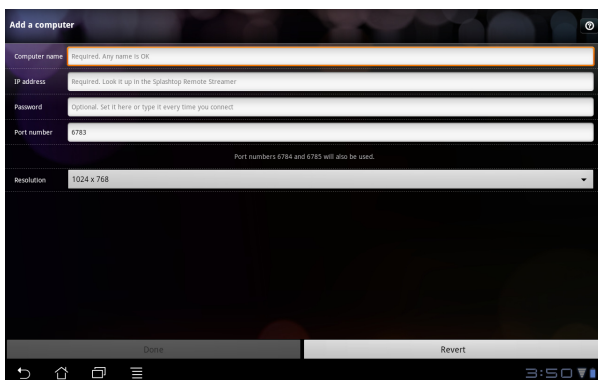 Add a computer
Computer name
Required. Any name is OK
IP address
Required. Look it up in the Splashtop Remote Streamer
Password
Optional. Set it here or type it every time you connect
Port number
6783
Port numbers 6784 and 6785 will also be used.
Resolution
1024 x 768
Done
Revert
3:50